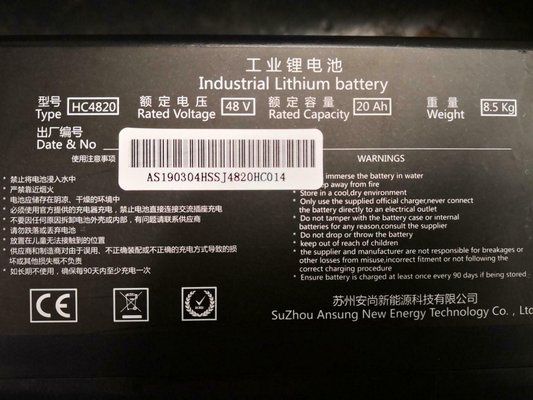 工业锂电池
Industrial Lithium battery
型号 HC4820 额定电压 48 V 额定容量 20 Ah 重量 8.5 Kg
Type Rated Voltage Rated Capacity Weight
出厂编号
Date & No
AS190304HSSJ4820HC014
使用注意事项
* 禁止将电池浸入水中
* 严禁靠近烟火
* 电池应储存在阴凉、干燥的环境中
* 必须使用官方提供的充电器充电，禁止电池直接连接交流插座充电
* 不要因任何原因拆卸电池外壳或内部，有问题请联系供应商
* 请勿跌落或丢弃电池
* 放置在儿童无法接触到的位置
* 供应商和制造商对由于误用、不正确装配或不正确的充电方式导致的损
坏或其他损失概不负责
* 如长期不使用，确保每90天内至少充电一次
WARNINGS
immerse the battery in water
away from fire
* Store in a cool,dry environment
* Only use the supplied official charger,never connect
the battery directly to an electrical outlet
* Do not tamper with the battery case or internal
batteries for any reason,consult the supplier
* Do not drop or throw the battery
* keep out of reach of children
* the supplier and manufacturer are not responsible for breakages or
other losses from misuse,incorrect fitment or not following the
correct charging procedure
* Ensure battery is charged at least once every 90 days if being stored
CE
苏州安尚新能源科技有限公司
SuZhou Ansung New Energy Technology Co. , Ltd